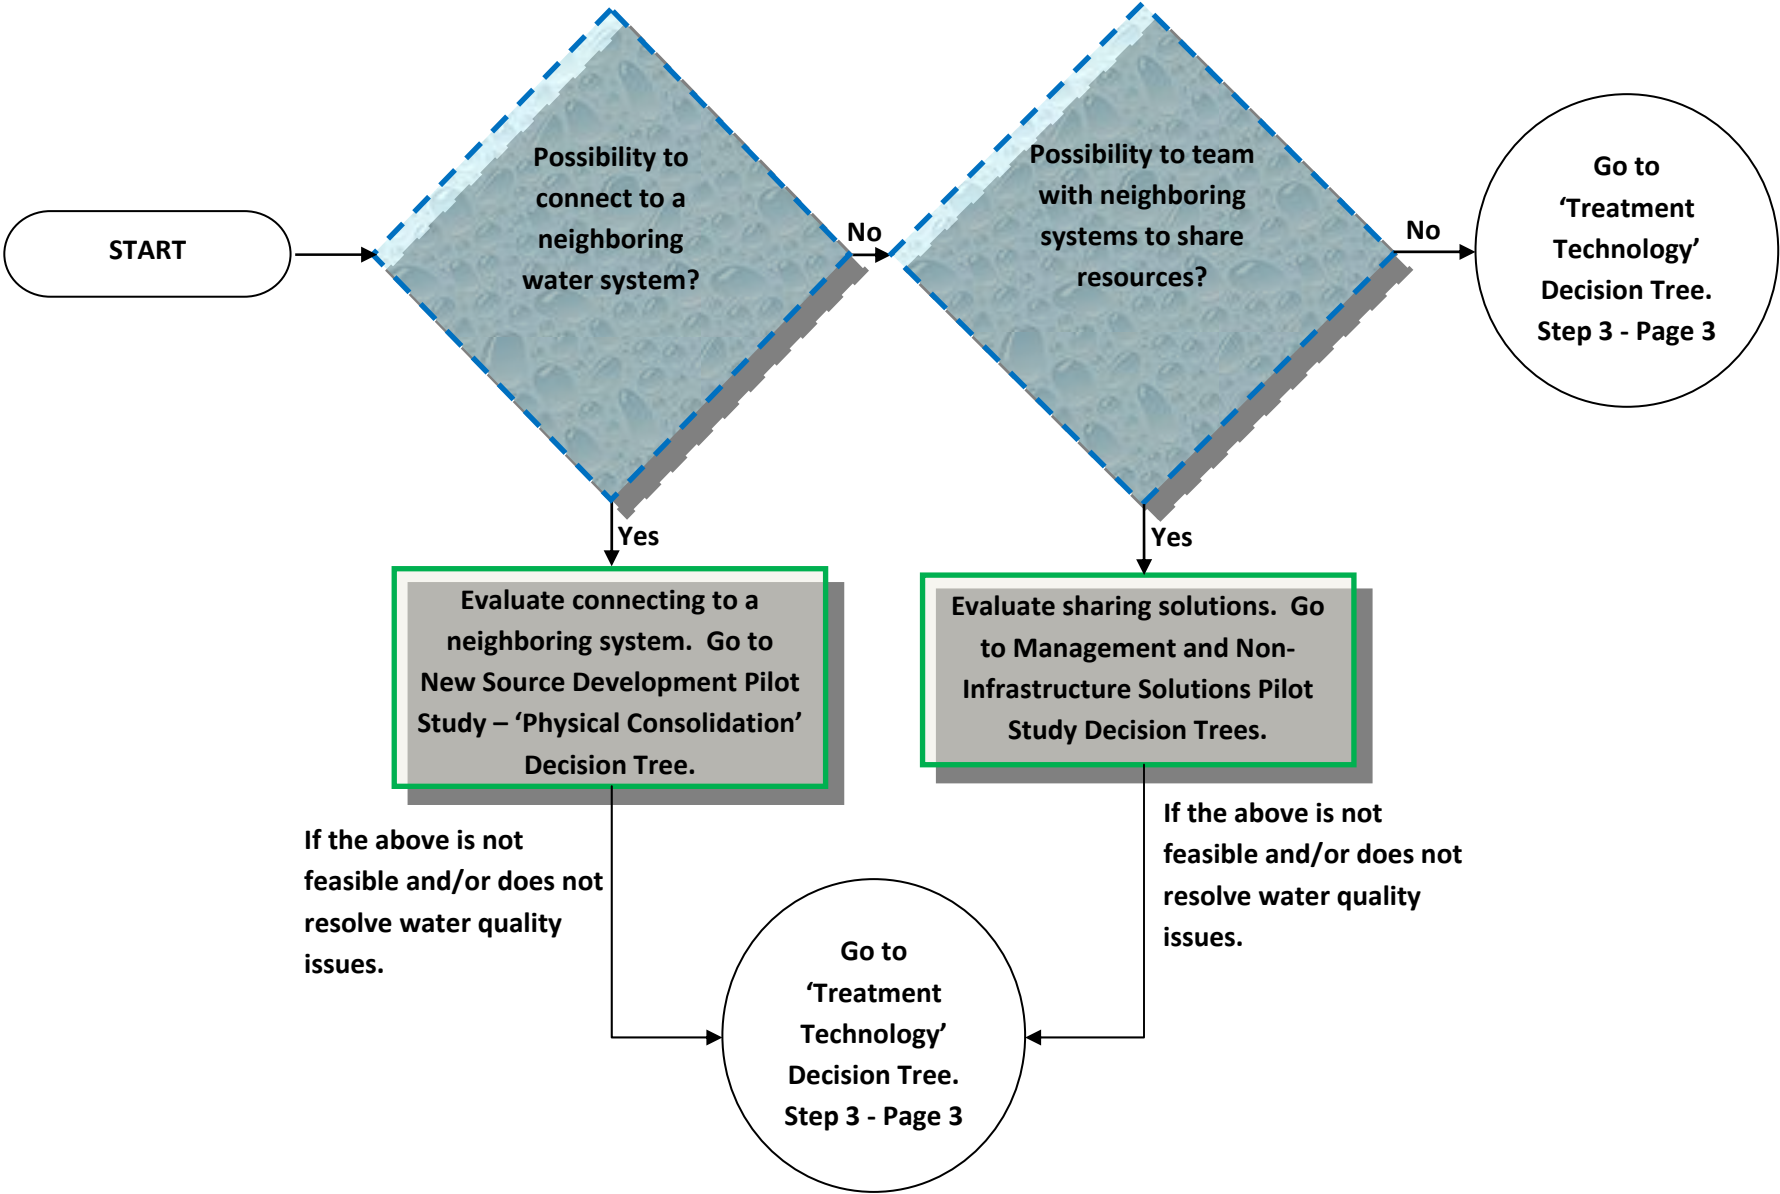 START
Possibility to
connect to a
neighboring
water system?
No
Possibility to team
with neighboring
systems to share
resources?
No
Go to
‘Treatment
Technology’
Decision Tree.
Step 3 - Page 3
Yes
Evaluate connecting to a
neighboring system.  Go to
New Source Development Pilot
Study – ‘Physical Consolidation’
Decision Tree.
Yes
Evaluate sharing solutions.  Go
to Management and Non-
Infrastructure Solutions Pilot
Study Decision Trees.
If the above is not
feasible and/or does not
resolve water quality
issues.
If the above is not
feasible and/or does not
resolve water quality
issues.
Go to
‘Treatment
Technology’
Decision Tree.
Step 3 - Page 3